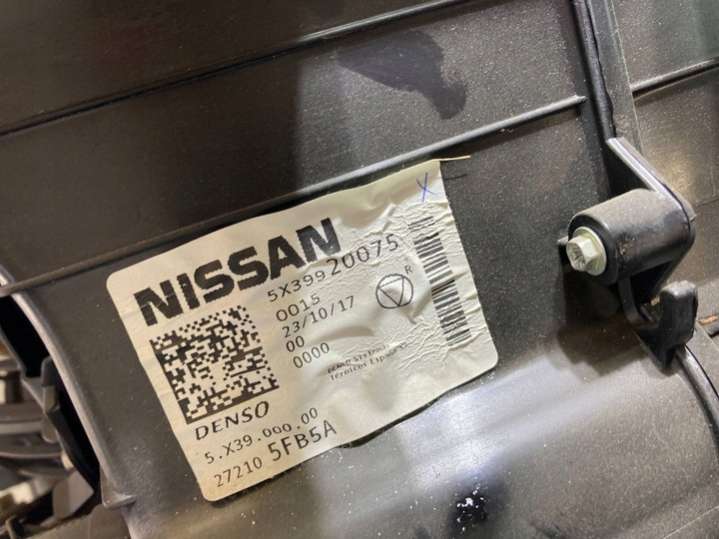 X
NISSAN
5X39920075
0015
23/10/17
00
0000
R
DENSO
5.X39.000.00
27210 5FB5A